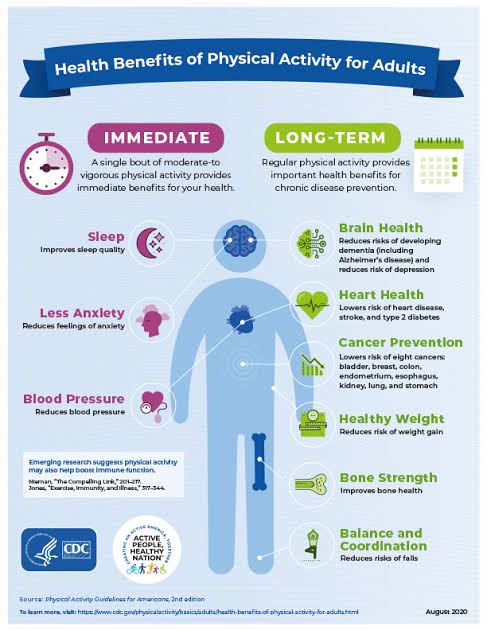 Health Benefits of Physical Activity for Adults
IMMEDIATE
A single bout of moderate-to
vigorous physical activity provides
immediate benefits for your health.
LONG-TERM
Regular physical activity provides
important health benefits for
chronic disease prevention.
Sleep
Improves sleep quality
Less Anxiety
Reduces feelings of anxiety
Blood Pressure
Reduces blood pressure
Brain Health
Reduces risks of developing
dementia (including
Alzheimer's disease) and
reduces risk of depression
Heart Health
Lowers risk of heart disease,
stroke, and type 2 diabetes
Cancer Prevention
Lowers risk of eight cancers:
bladder, breast, colon,
endometrium, esophagus,
kidney, lung, and stomach
Healthy Weight
Reduces risk of weight gain
Bone Strength
Improves bone health
Balance and
Coordination
Reduces risks of falls
Emerging research suggests physical activity
may also help boost immune function.
Nieman, "The Compelling Link," 201-217.
Jones, "Exercise, Immunity, and Illness," 317-344.
CDC
CREATING AN ACTIVE AMERICA, TOGETHER
ACTIVE
PEOPLE,
HEALTHY
NATION
Source: Physical Activity Guidelines for Americans, 2nd edition
To learn more, visit: https://www.cdc.gov/physicalactivity/basics/adults/health-benefits-of-physical-activity-for-adults.html
August 2020